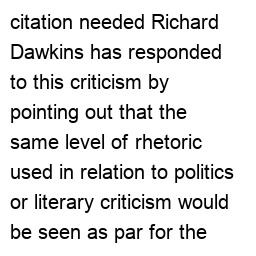 citation needed Richard
Dawkins has responded
to this criticism by
pointing out that the
same level of rhetoric
used in relation to politics
or literary criticism would
be seen as par for the